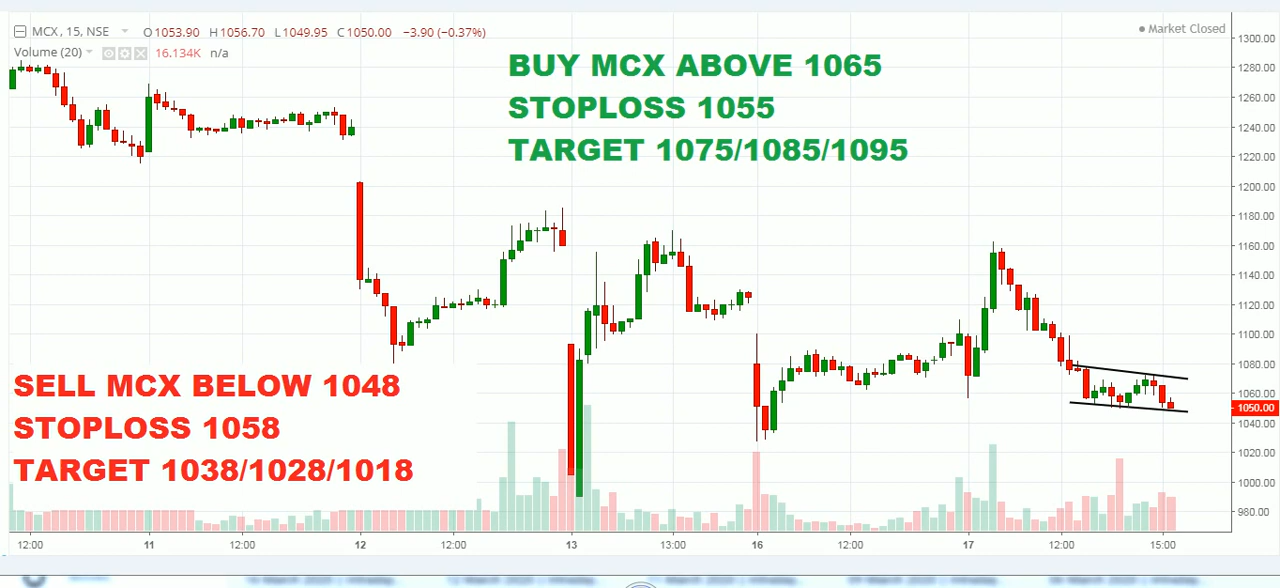 MCX, 15, NSE O1053.90 H1056.70 L1049.95 C1050.00 −3.90 (−0.37%)
Market Closed
Volume (20) 16.134K n/a
BUY MCX ABOVE 1065
STOPLOSS 1055
TARGET 1075/1085/1095
SELL MCX BELOW 1048
STOPLOSS 1058
TARGET 1038/1028/1018
1300.00
1280.00
1260.00
1240.00
1220.00
1200.00
1180.00
1160.00
1140.00
1120.00
1100.00
1080.00
1060.00
1050.00
1040.00
1020.00
1000.00
980.00
12:00 11 12:00 12 12:00 13 13:00 16 12:00 17 12:00 15:00